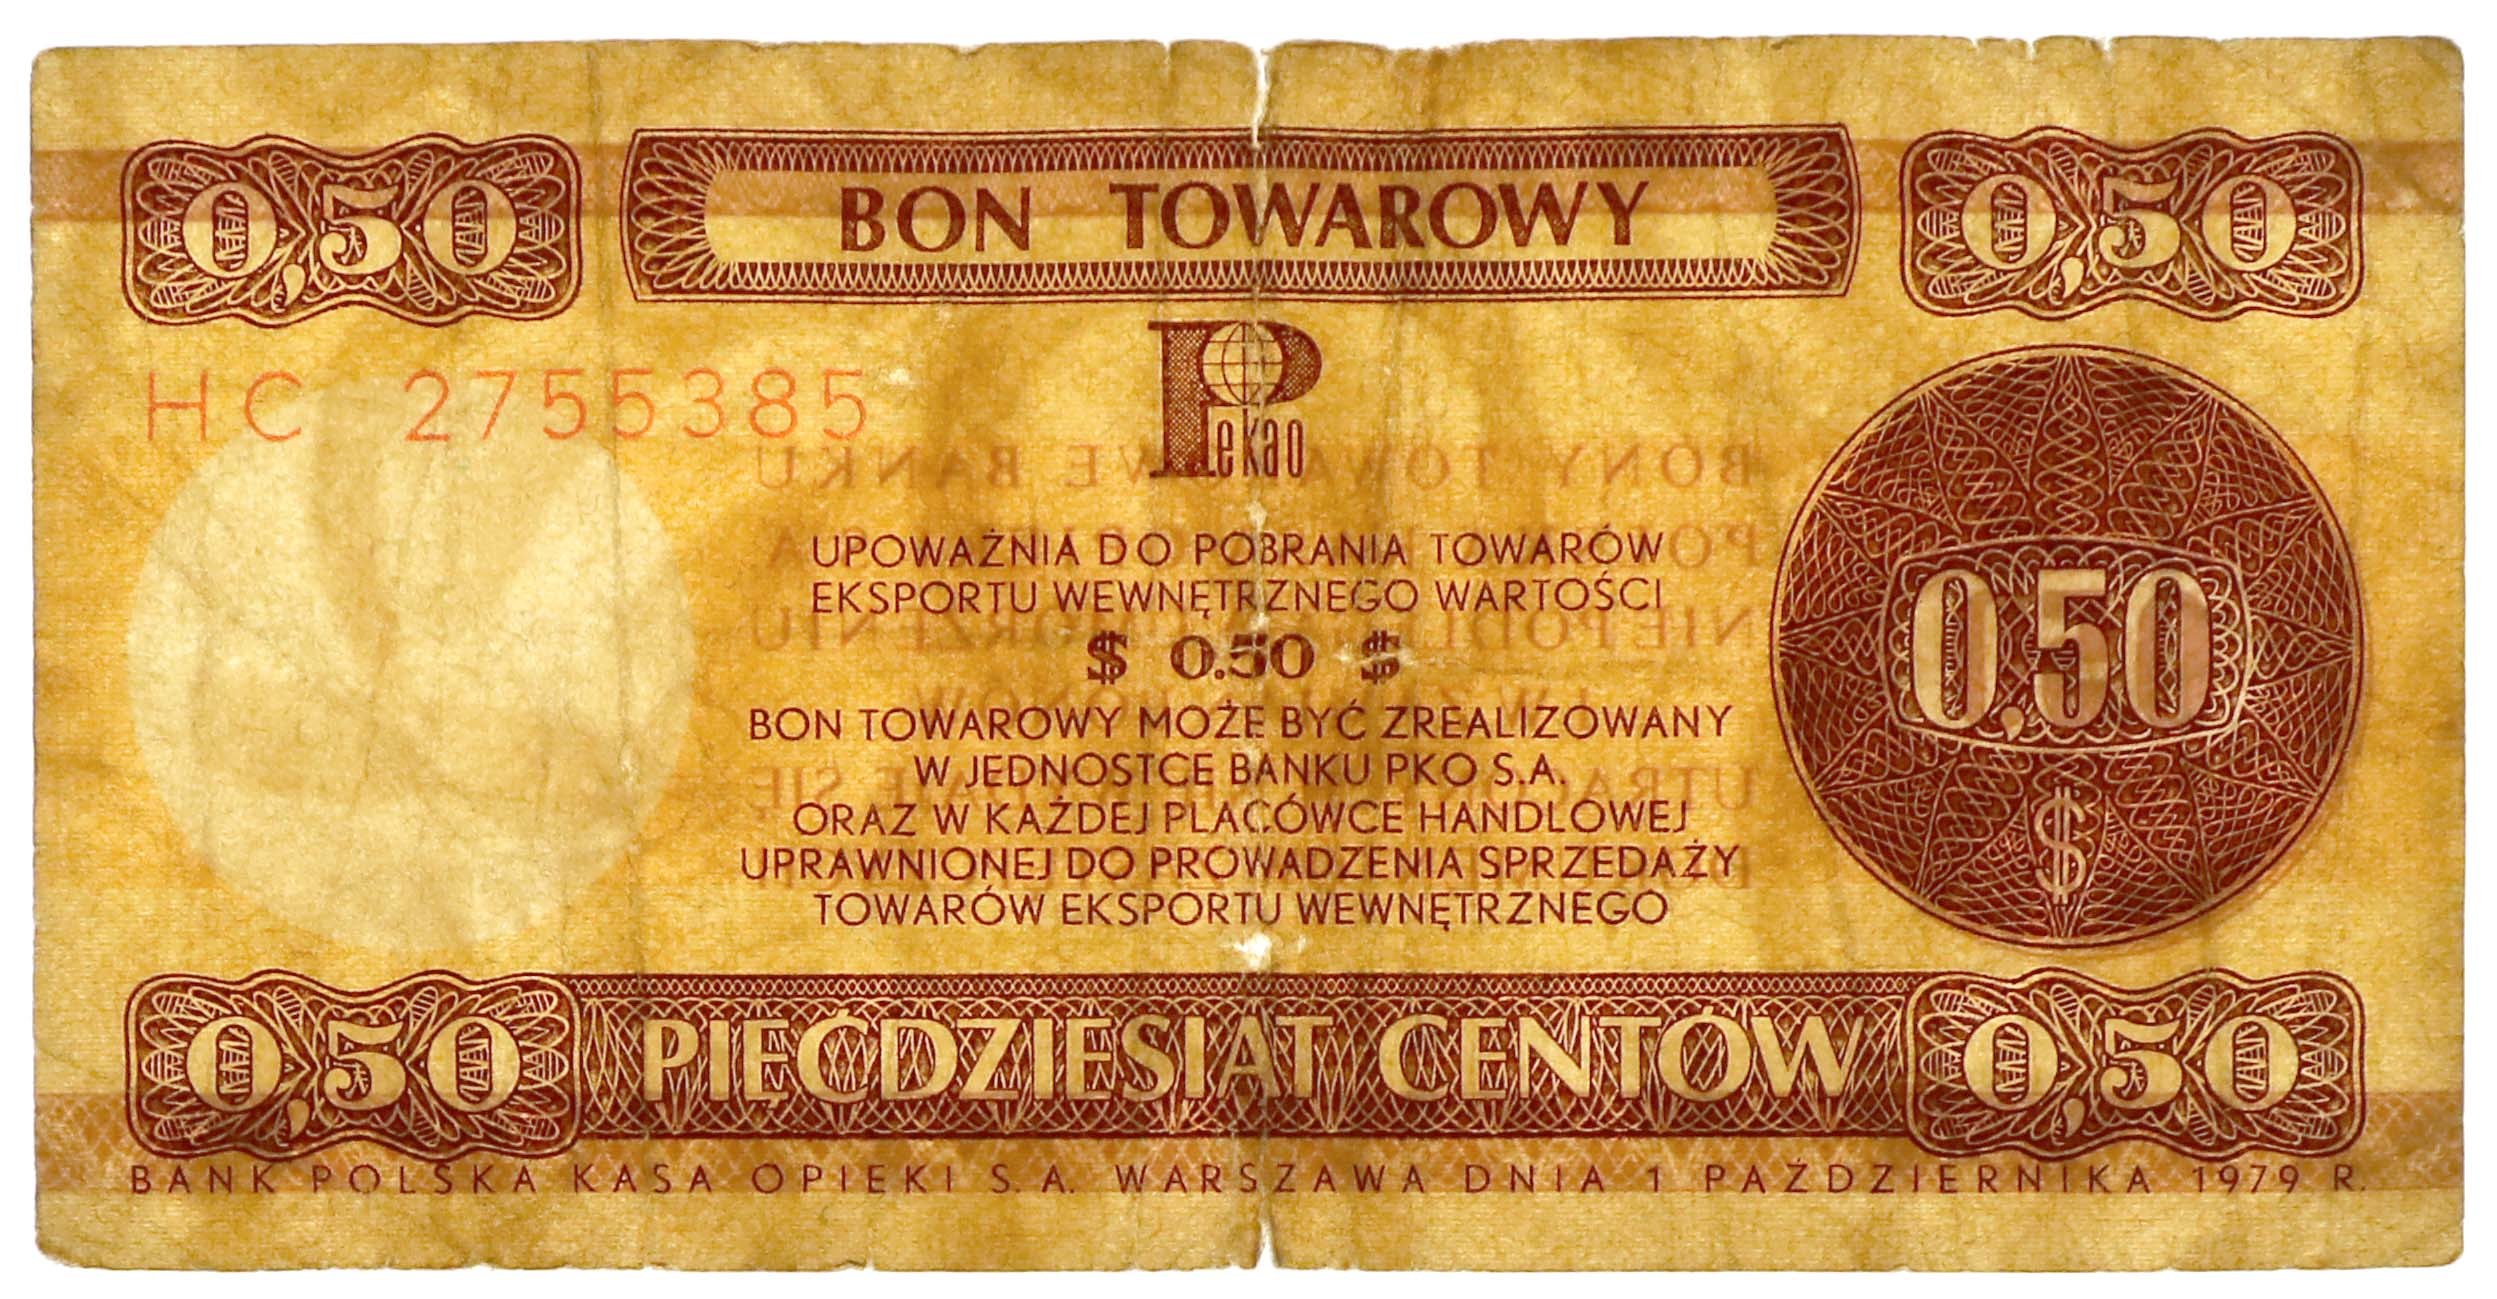 0,50 BON TOWAROWY 0,50
HC 2755385
Pekao
UPOWAŻNIA DO POBRANIA TOWARÓW
EKSPORTU WEWNĘTRZNEGO WARTOŚCI
$ 0.50 $
0,50
$
BON TOWAROWY MOŻE BYĆ ZREALIZOWANY
W JEDNOSTCE BANKU PKO S.A.
ORAZ W KAŻDEJ PLACÓWCE HANDLOWEJ
UPRAWNIONEJ DO PROWADZENIA SPRZEDAŻY
TOWARÓW EKSPORTU WEWNĘTRZNEGO
0,50 PIĘĆDZIESIAT CENTÓW 0,50
BANK POLSKA KASA OPIEKI S.A. WARSZAWA DNIA 1 PAŹDZIERNIKA 1979 R.